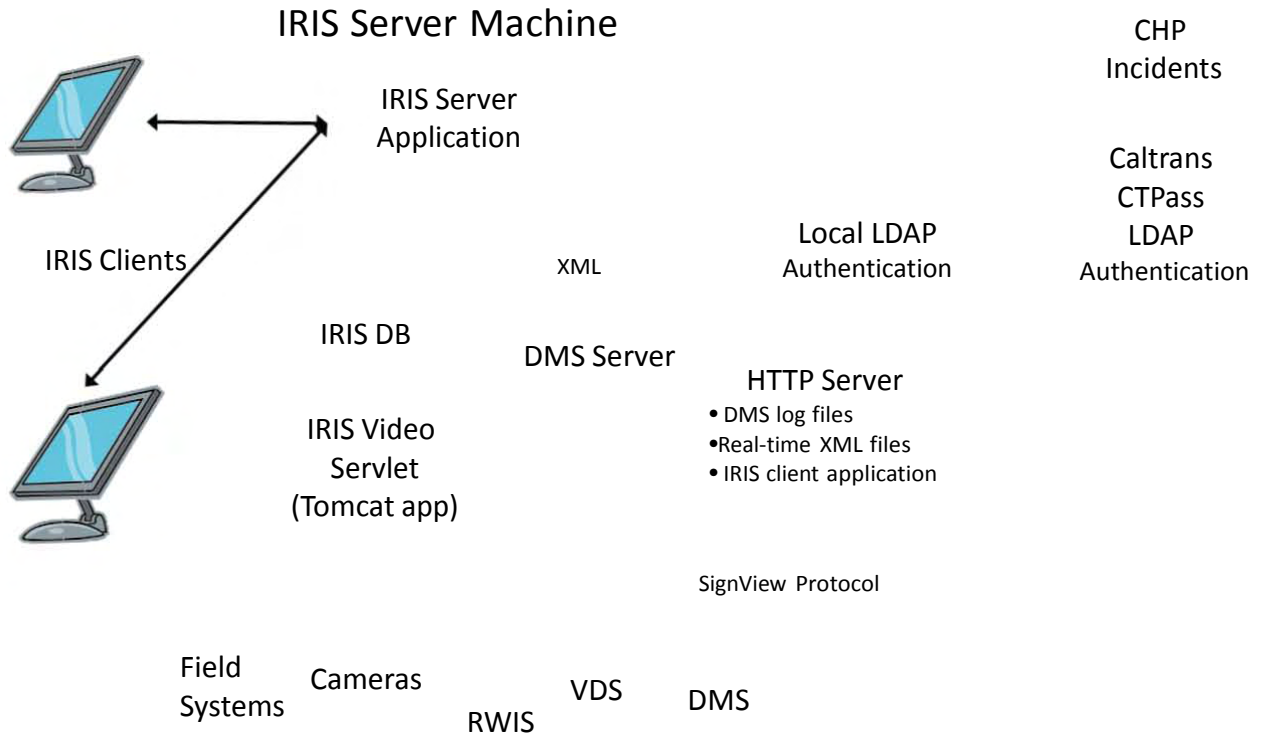 IRIS Server Machine
CHP
Incidents
IRIS Server
Application
Caltrans
CTPass
LDAP
Authentication
Local LDAP
Authentication
IRIS Clients
XML
IRIS DB
DMS Server
HTTP Server
• DMS log files
•Real-time XML files
• IRIS client application
IRIS Video
Servlet
(Tomcat app)
SignView Protocol
Field
Systems
Cameras
RWIS
VDS
DMS